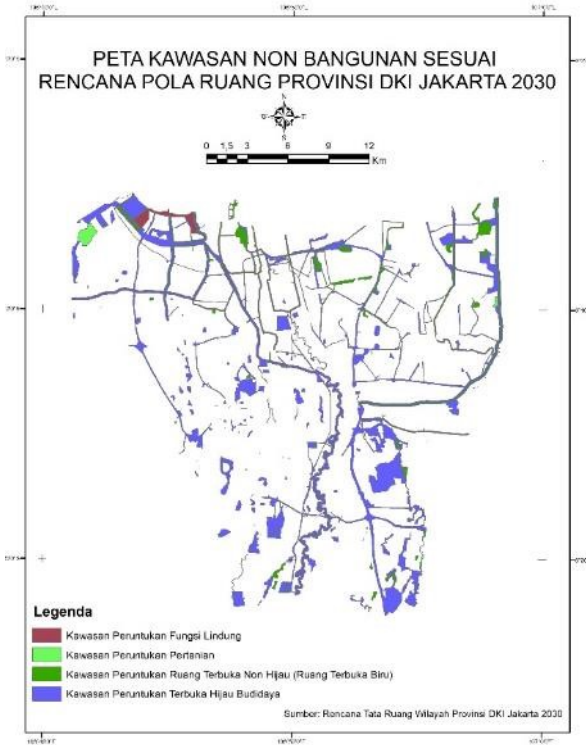 PETA KAWASAN NON BANGUNAN SESUAI
RENCANA POLA RUANG PROVINSI DKI JAKARTA 2030
N
S
0 1,5 3 6 9 12
Km
Legenda
Kawasan Peruntukan Fungsi Lindung
Kawasan Peruntukan Pertanian
Kawasan Peruntukan Ruang Terbuka Non Hijau (Ruang Terbuka Biru)
Kawasan Peruntukan Terbuka Hijau Budidaya
Sumber: Rencana Tata Ruang Wilayah Provinsi DKI Jakarta 2030